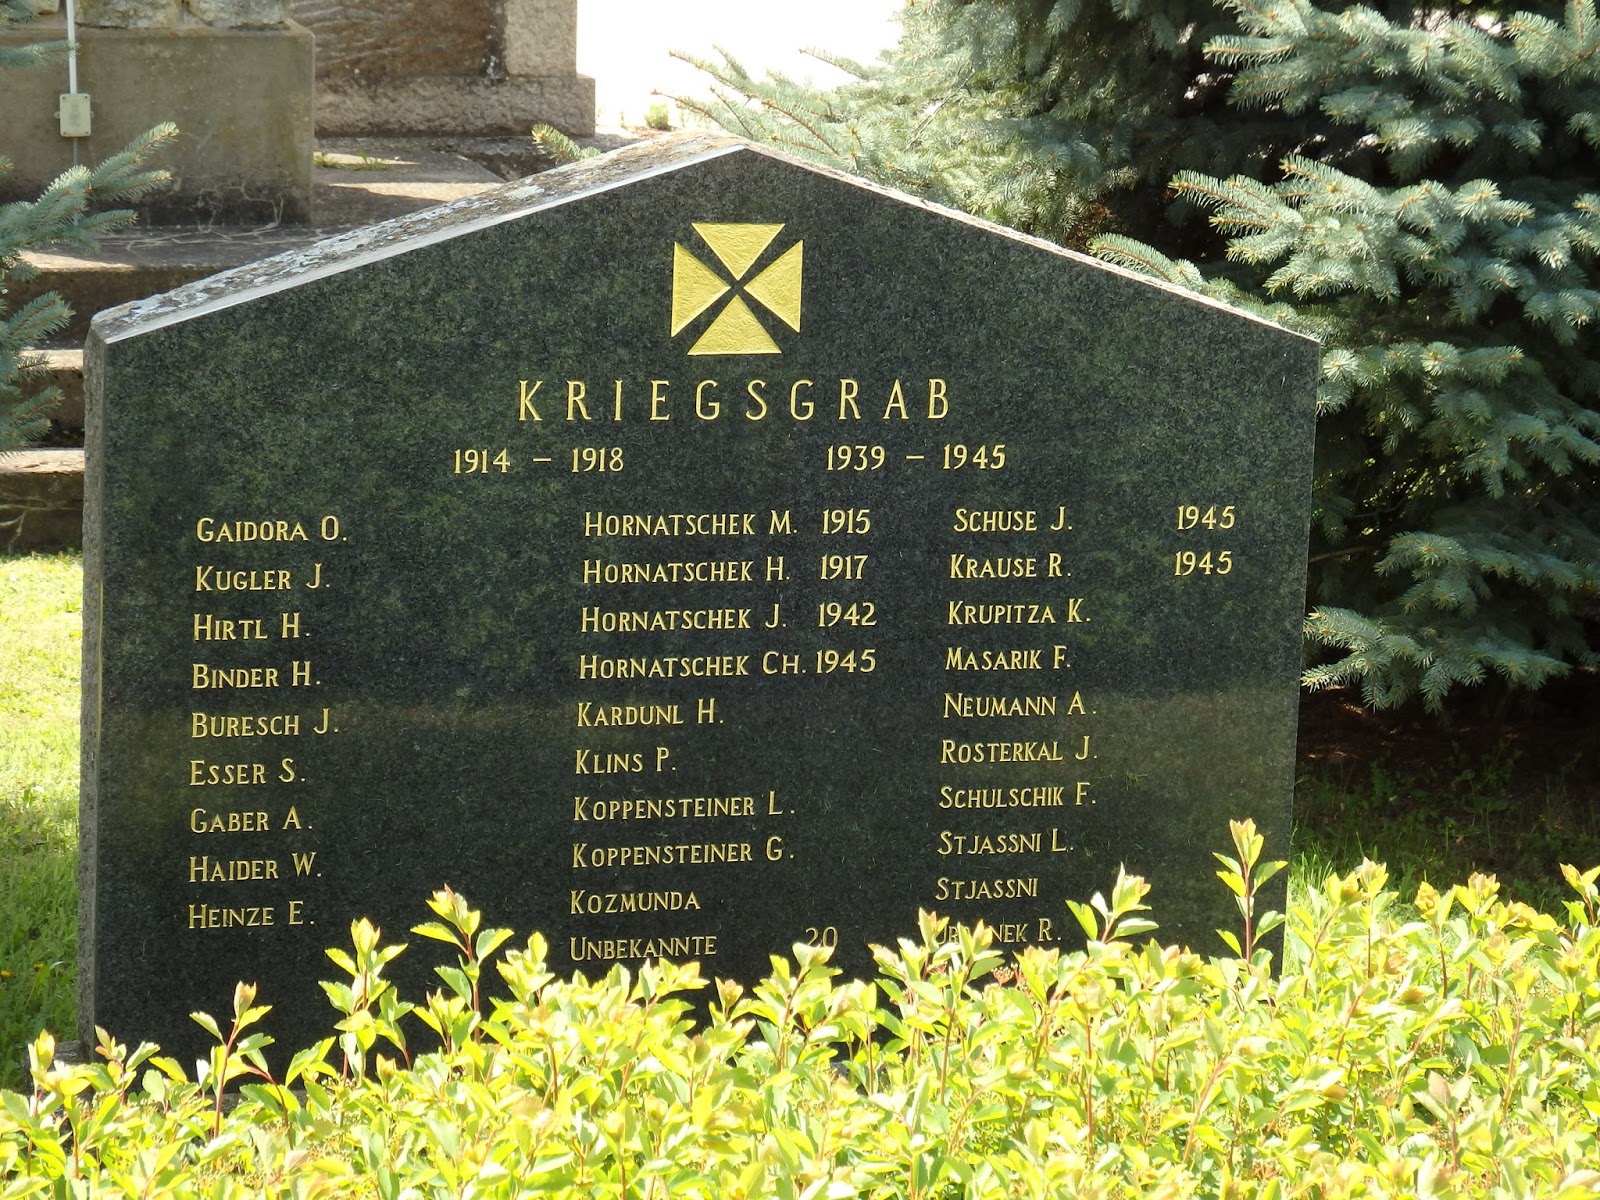 KRIEGSGRAB
1914 – 1918 1939 – 1945
GAIDORA O.
KUGLER J.
HIRTL H.
BINDER H.
BURESCH J.
ESSER S.
GABER A.
HAIDER W.
HEINZE E.
HORNATSCHEK M. 1915
HORNATSCHEK H. 1917
HORNATSCHEK J. 1942
HORNATSCHEK CH. 1945
KARDUNL H.
KLINS P.
KOPPENSTEINER L.
KOPPENSTEINER G.
KOZMUNDA
UNBEKANNTE 20
SCHUSE J. 1945
KRAUSE R. 1945
KRUPITZA K.
MASARIK F.
NEUMANN A.
ROSTERKAL J.
SCHULSCHIK F.
STJASSNI L.
STJASSNI
R.